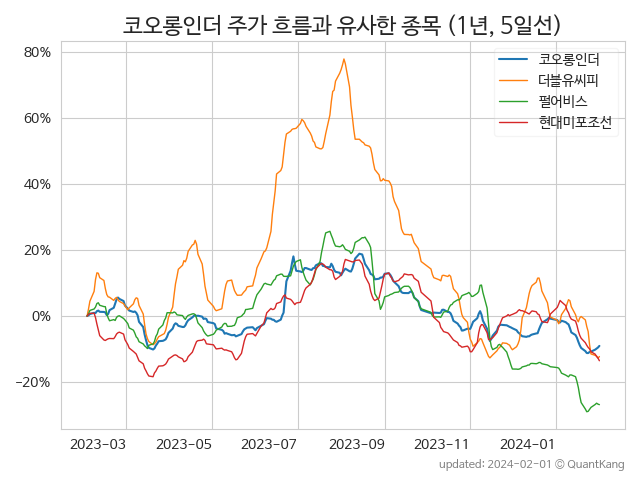 코오롱인더 주가 흐름과 유사한 종목 (1년, 5일선)
80%
60%
40%
20%
0%
−20%
코오롱인더
더블유씨피
펄어비스
현대미포조선
2023-03
2023-05
2023-07
2023-09
2023-11
2024-01
updated: 2024-02-01 © QuantKang